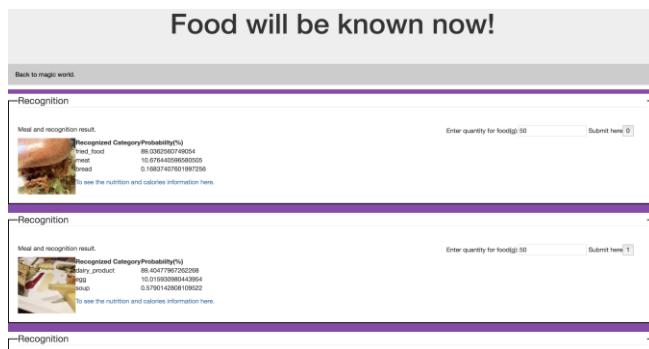 Food will be known now!
Back to magic world.
Recognition
Meal and recognition result.
Enter quantity for food(g): 50 Submit here 0
Recognized Category Probability(%)
fried_food 89.0362560749054
meat 10.676440596580505
bread 0.16837407601997256
To see the nutrition and calories information here.
Recognition
Meal and recognition result.
Enter quantity for food(g): 50 Submit here 1
Recognized Category Probability(%)
dairy_product 89.40477967262268
egg 10.015930980443954
soup 0.5790142808109522
To see the nutrition and calories information here.
Recognition